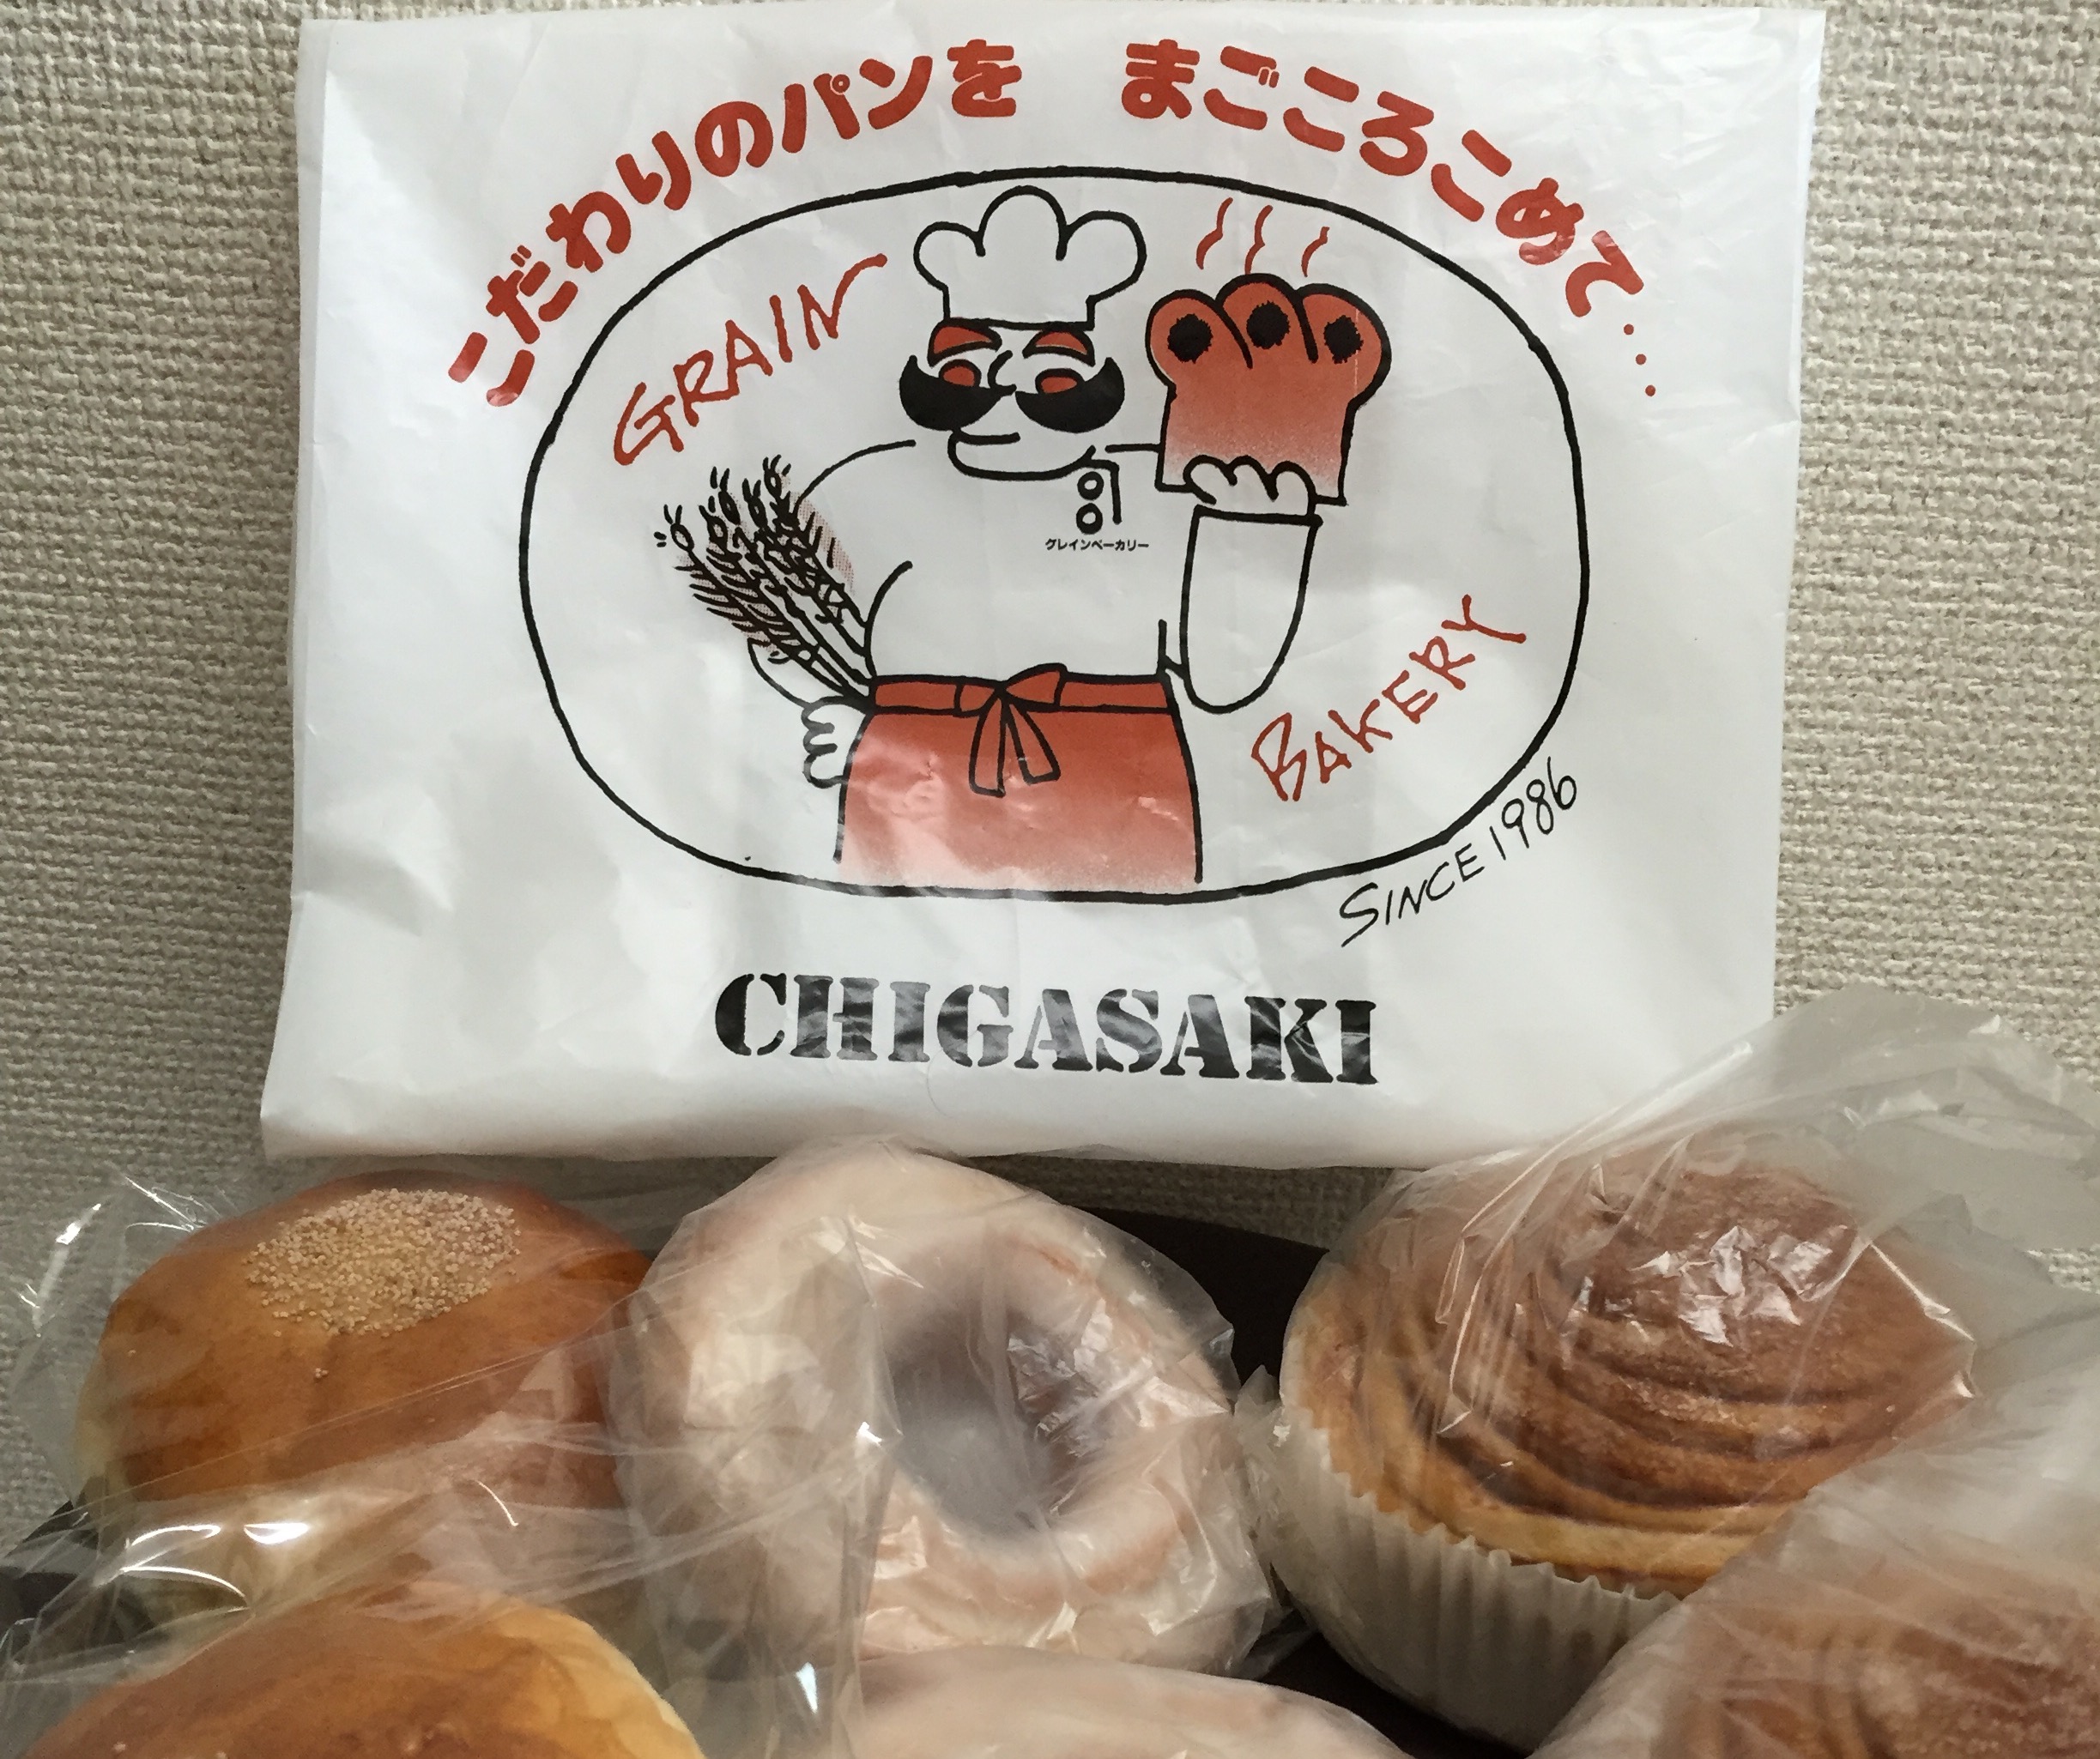 こだわりのパンを まごころこめて....
GRAIN
グレインベーカリー
BAKERY
SINCE 1986
CHIGASAKI